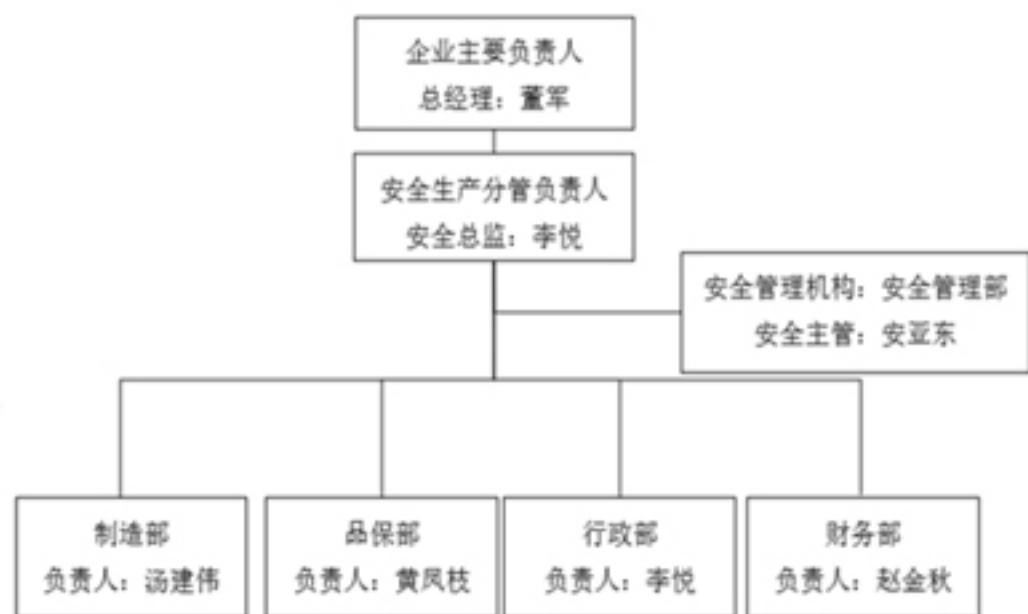 企业主要负责人
总经理：董军
安全生产分管负责人
安全总监：李悦
安全管理机构：安全管理部
安全主管：安亚东
制造部
负责人：汤建伟
品保部
负责人：黄凤枝
行政部
负责人：李悦
财务部
负责人：赵金秋